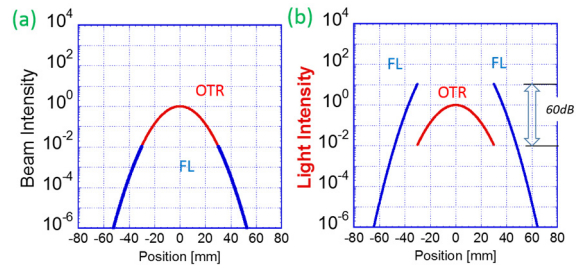 (a)
10^4
10^2
10^0
10^-2
10^-4
10^-6
Beam Intensity
OTR
FL
-80 -60 -40 -20 0 20 40 60 80
Position [mm]
(b)
10^4
10^2
10^0
10^-2
10^-4
10^-6
Light Intensity
FL
FL
OTR
60dB
-80 -60 -40 -20 0 20 40 60 80
Position [mm]